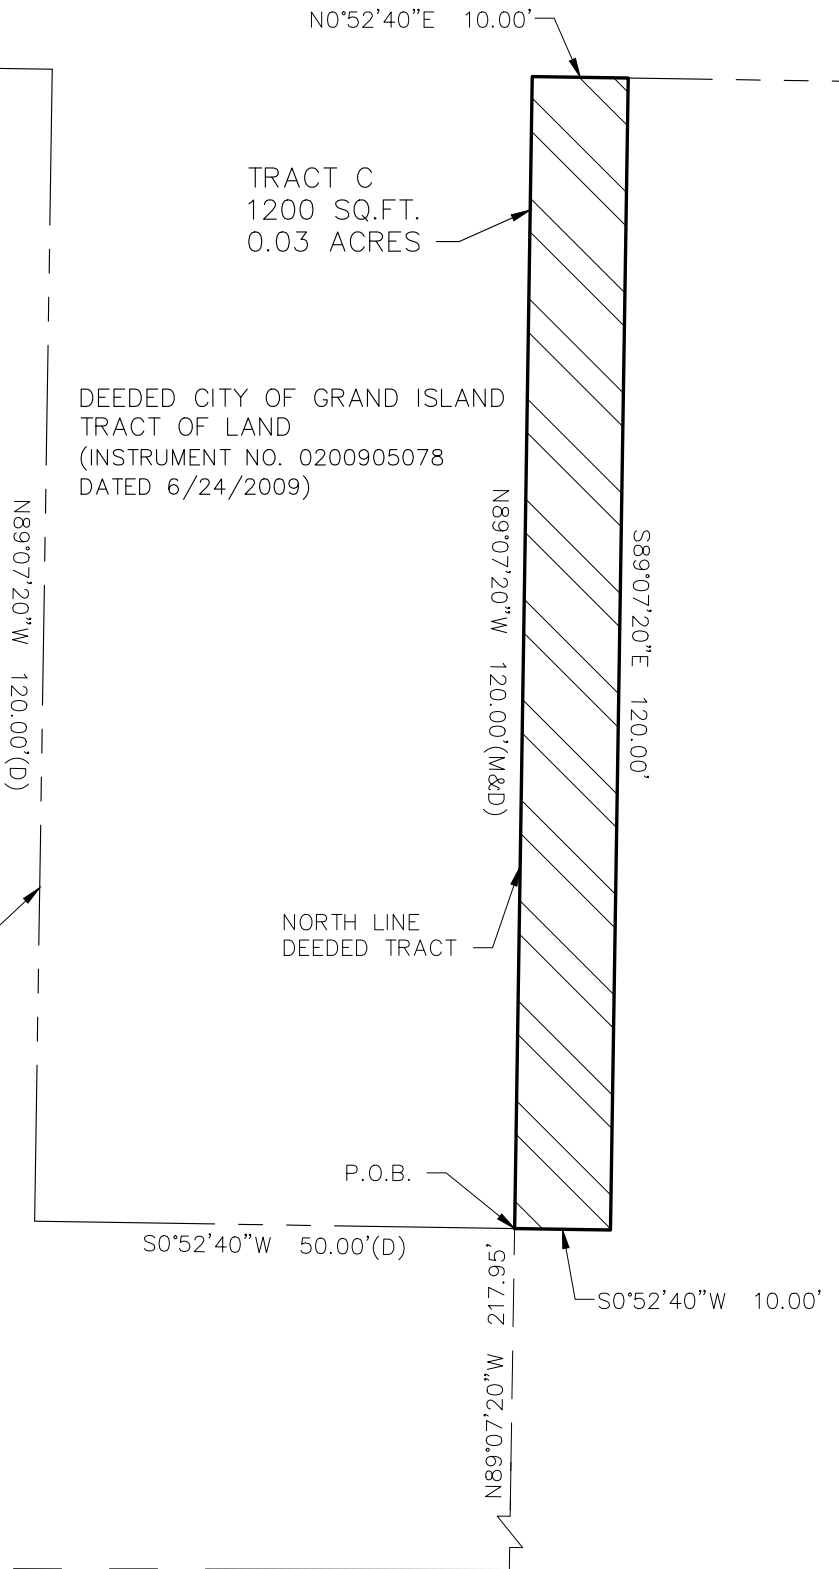 N0°52'40"E 10.00'
TRACT C
1200 SQ.FT.
0.03 ACRES
DEEDED CITY OF GRAND ISLAND
TRACT OF LAND
(INSTRUMENT NO. 0200905078
DATED 6/24/2009)
N89°07'20"W 120.00'(D)
N89°07'20"W 120.00'(M&D)
S89°07'20"E 120.00'
NORTH LINE
DEEDED TRACT
P.O.B.
S0°52'40"W 50.00'(D)
S0°52'40"W 10.00'
N89°07'20"W 217.95'